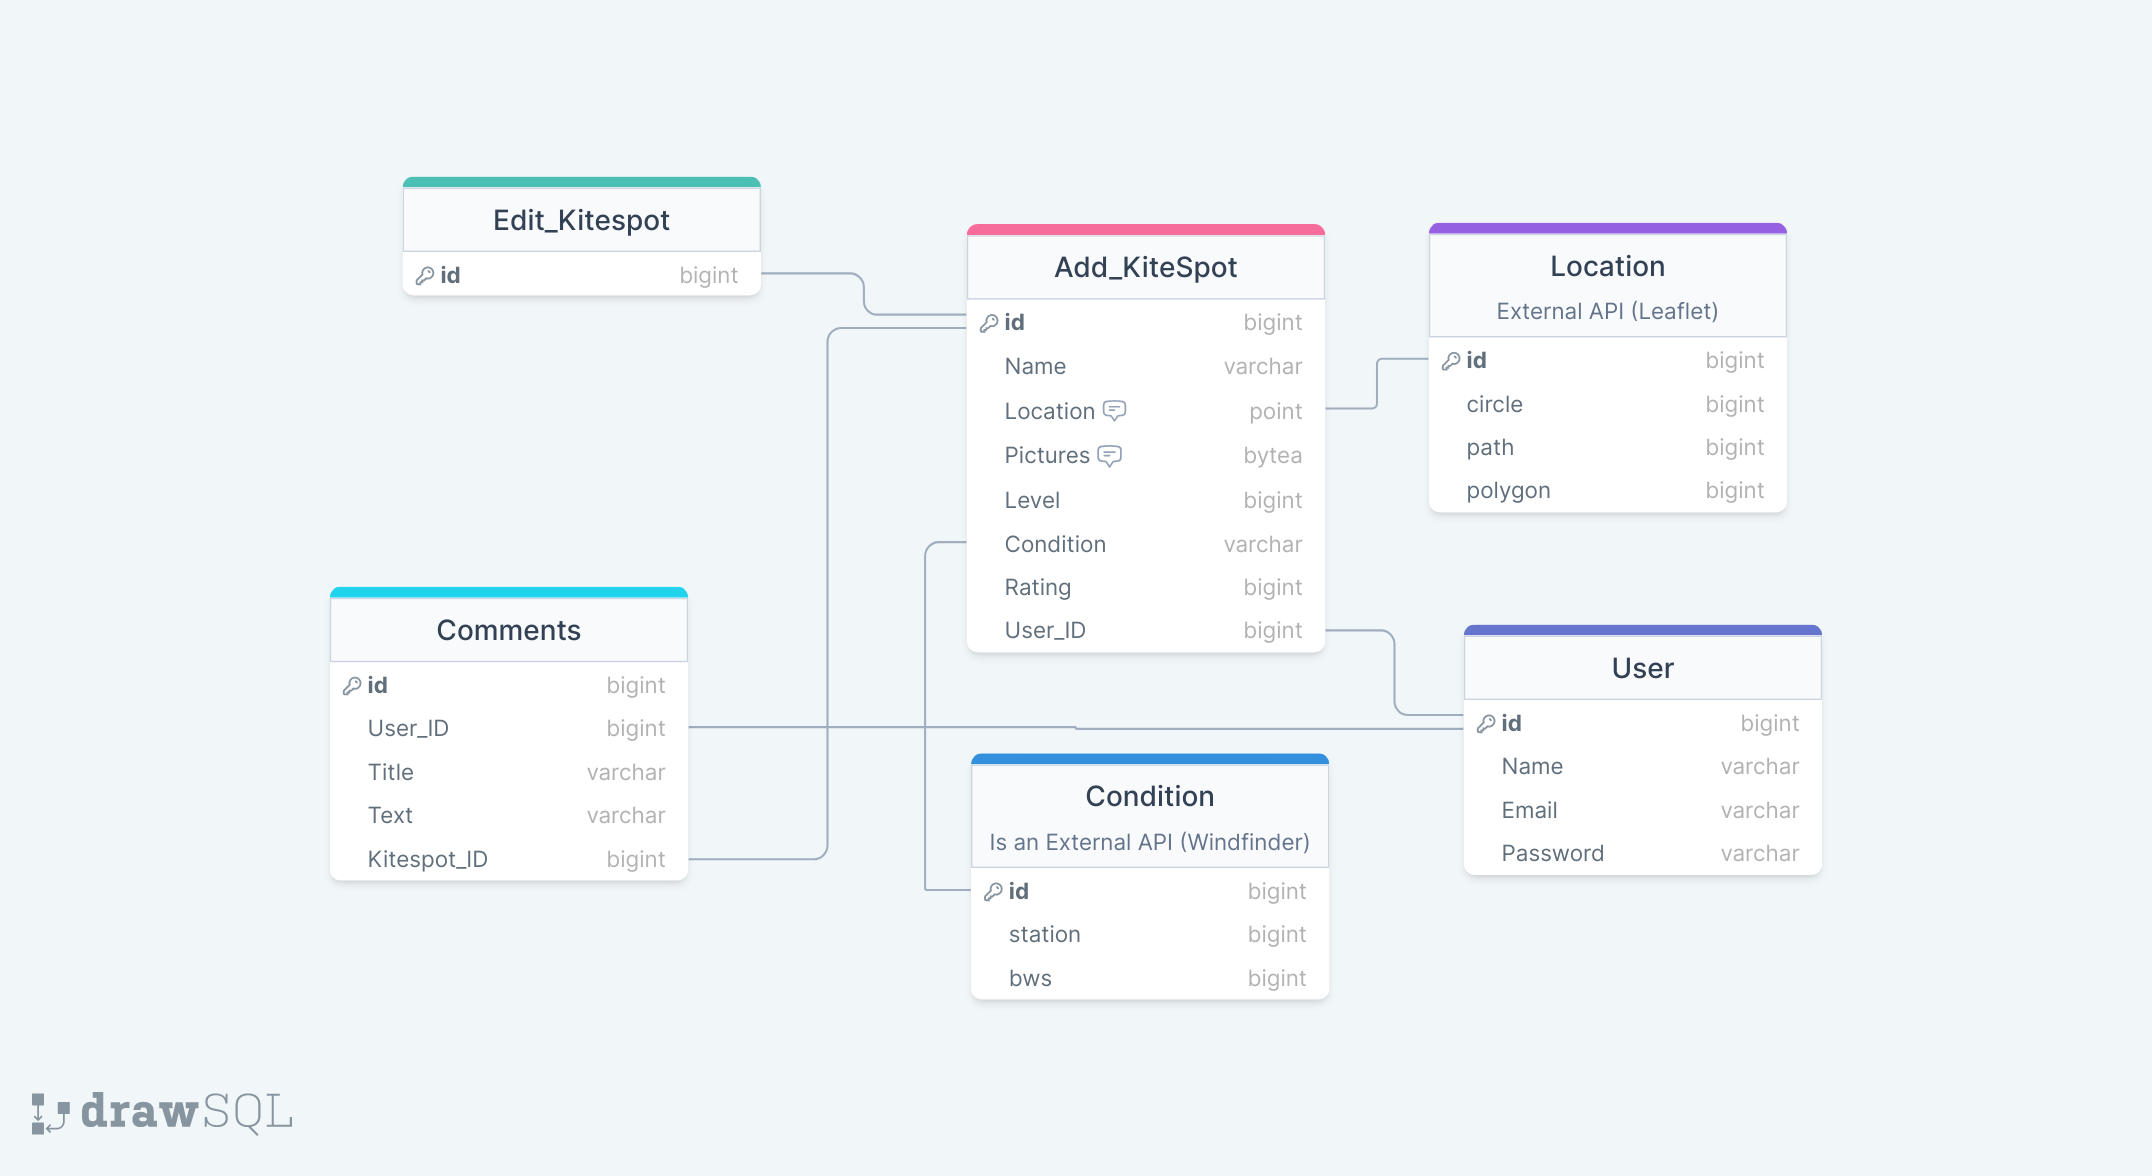 Edit_Kitespot
id bigint
Add_KiteSpot
id bigint
Name varchar
Location point
Pictures bytea
Level bigint
Condition varchar
Rating bigint
User_ID bigint
Location
External API (Leaflet)
id bigint
circle bigint
path bigint
polygon bigint
Comments
id bigint
User_ID bigint
Title varchar
Text varchar
Kitespot_ID bigint
Condition
Is an External API (Windfinder)
id bigint
station bigint
bws bigint
User
id bigint
Name varchar
Email varchar
Password varchar
drawSQL